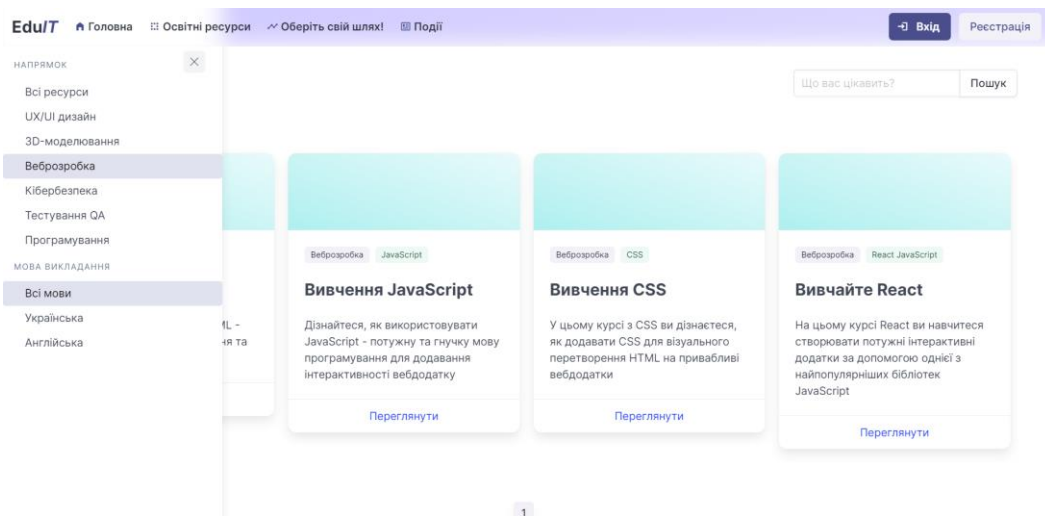 EduIT Головна Освітні ресурси Оберіть свій шлях! Події Вхід Реєстрація
НАПРЯМОК
Всі ресурси
UX/UI дизайн
3D-моделювання
Веброзробка
Кібербезпека
Тестування QA
Програмування
МОВА ВИКЛАДАННЯ
Всі мови
Українська
Англійська
Що вас цікавить? Пошук
Веброзробка JavaScript
Вивчення JavaScript
Дізнайтеся, як використовувати
JavaScript - потужну та гнучку мову
програмування для додавання
інтерактивності вебдодатку
Переглянути
Веброзробка CSS
Вивчення CSS
У цьому курсі з CSS ви дізнаєтеся,
як додавати CSS для візуального
перетворення HTML на привабливі
вебдодатки
Переглянути
Веброзробка React JavaScript
Вивчайте React
На цьому курсі React ви навчитеся
створювати потужні інтерактивні
додатки за допомогою однієї з
найпопулярніших бібліотек
JavaScript
Переглянути
1